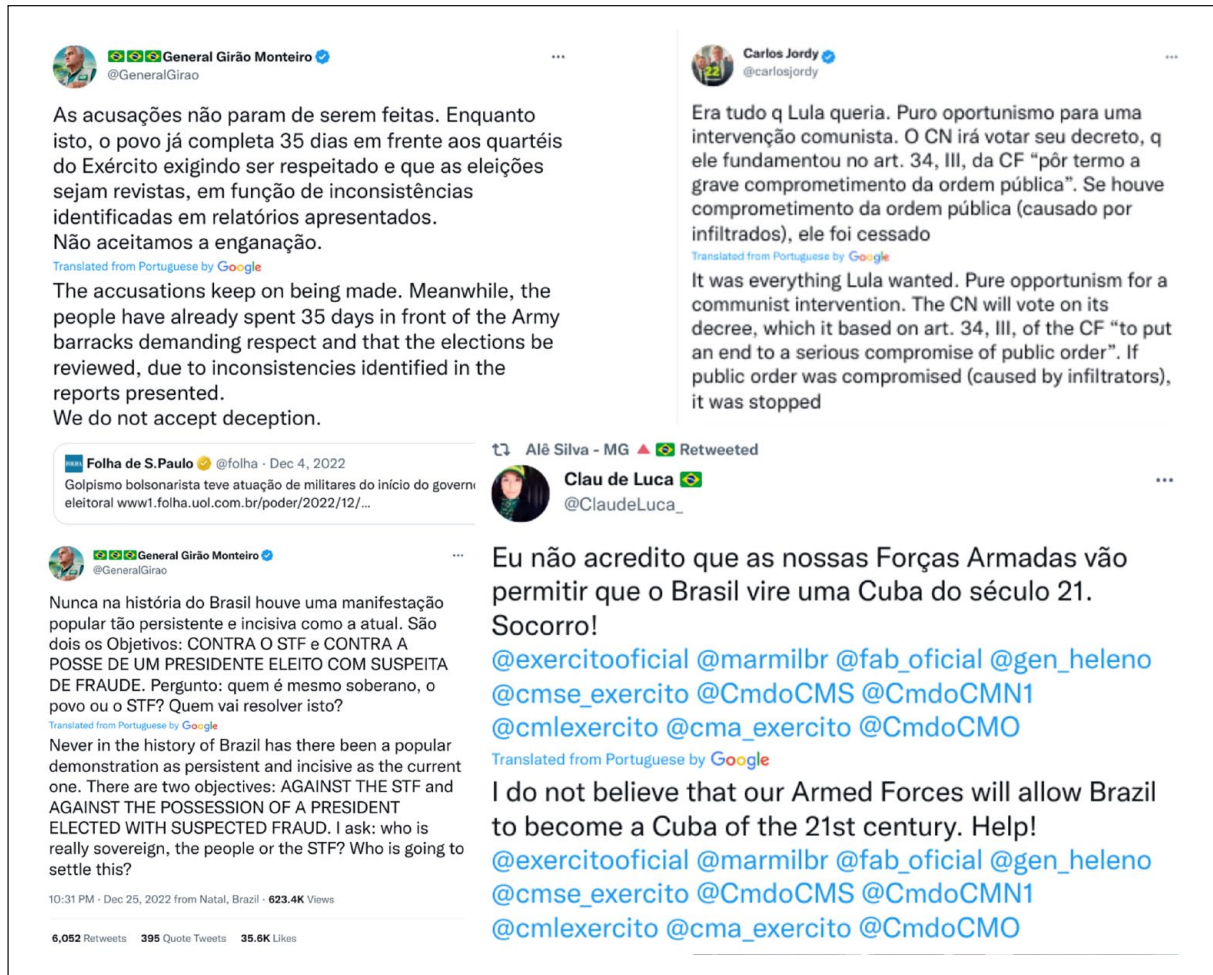 General Girão Monteiro
@GeneralGirao
As acusações não param de serem feitas. Enquanto
isto, o povo já completa 35 dias em frente aos quartéis
do Exército exigindo ser respeitado e que as eleições
sejam revistas, em função de inconsistências
identificadas em relatórios apresentados.
Não aceitamos a enganação.
Translated from Portuguese by Google
The accusations keep on being made. Meanwhile, the
people have already spent 35 days in front of the Army
barracks demanding respect and that the elections be
reviewed, due to inconsistencies identified in the
reports presented.
We do not accept deception.
FOLHA Folha de S.Paulo @folha · Dec 4, 2022
Golpismo bolsonarista teve atuação de militares do início do governo
eleitoral www1.folha.uol.com.br/poder/2022/12/...
Carlos Jordy
@carlosjordy
22
Era tudo q Lula queria. Puro oportunismo para uma
intervenção comunista. O CN irá votar seu decreto, q
ele fundamentou no art. 34, III, da CF “pôr termo a
grave comprometimento da ordem pública”. Se houve
comprometimento da ordem pública (causado por
infiltrados), ele foi cessado
Translated from Portuguese by Google
It was everything Lula wanted. Pure opportunism for a
communist intervention. The CN will vote on its
decree, which it based on art. 34, III, of the CF “to put
an end to a serious compromise of public order”. If
public order was compromised (caused by infiltrators),
it was stopped
General Girão Monteiro
@GeneralGirao
Nunca na história do Brasil houve uma manifestação
popular tão persistente e incisiva como a atual. São
dois os Objetivos: CONTRA O STF e CONTRA A
POSSE DE UM PRESIDENTE ELEITO COM SUSPEITA
DE FRAUDE. Pergunto: quem é mesmo soberano, o
povo ou o STF? Quem vai resolver isto?
Translated from Portuguese by Google
Never in the history of Brazil has there been a popular
demonstration as persistent and incisive as the current
one. There are two objectives: AGAINST THE STF and
AGAINST THE POSSESSION OF A PRESIDENT
ELECTED WITH SUSPECTED FRAUD. I ask: who is
really sovereign, the people or the STF? Who is going to
settle this?
10:31 PM · Dec 25, 2022 from Natal, Brazil · 623.4K Views
6,052 Retweets 395 Quote Tweets 35.6K Likes
Alê Silva - MG Retweeted
Clau de Luca
@ClaudeLuca_
Eu não acredito que as nossas Forças Armadas vão
permitir que o Brasil vire uma Cuba do século 21.
Socorro!
@exercitooficial @marmilbr @fab_oficial @gen_heleno
@cmse_exercito @CmdoCMS @CmdoCMN1
@cmlexercito @cma_exercito @CmdoCMO
Translated from Portuguese by Google
I do not believe that our Armed Forces will allow Brazil
to become a Cuba of the 21st century. Help!
@exercitooficial @marmilbr @fab_oficial @gen_heleno
@cmse_exercito @CmdoCMS @CmdoCMN1
@cmlexercito @cma_exercito @CmdoCMO